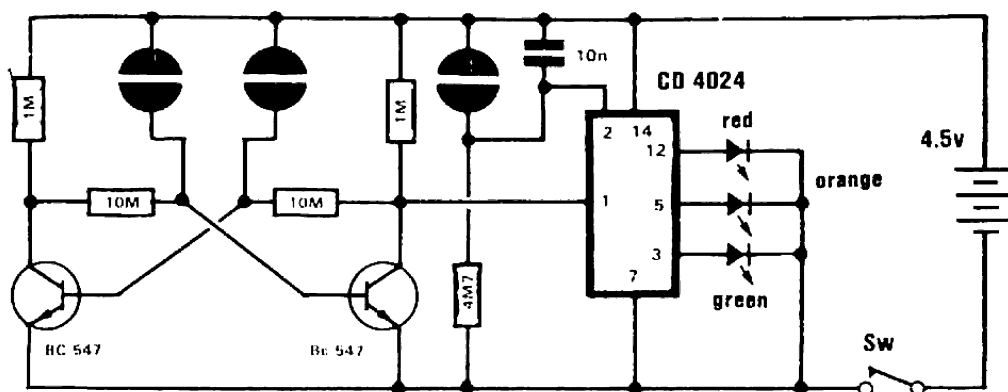 10n
CD 4024
1M
1M
2
14
red
12
4.5v
orange
10M
10M
1
5
3
4M7
7
green
BC 547
Bc 547
Sw